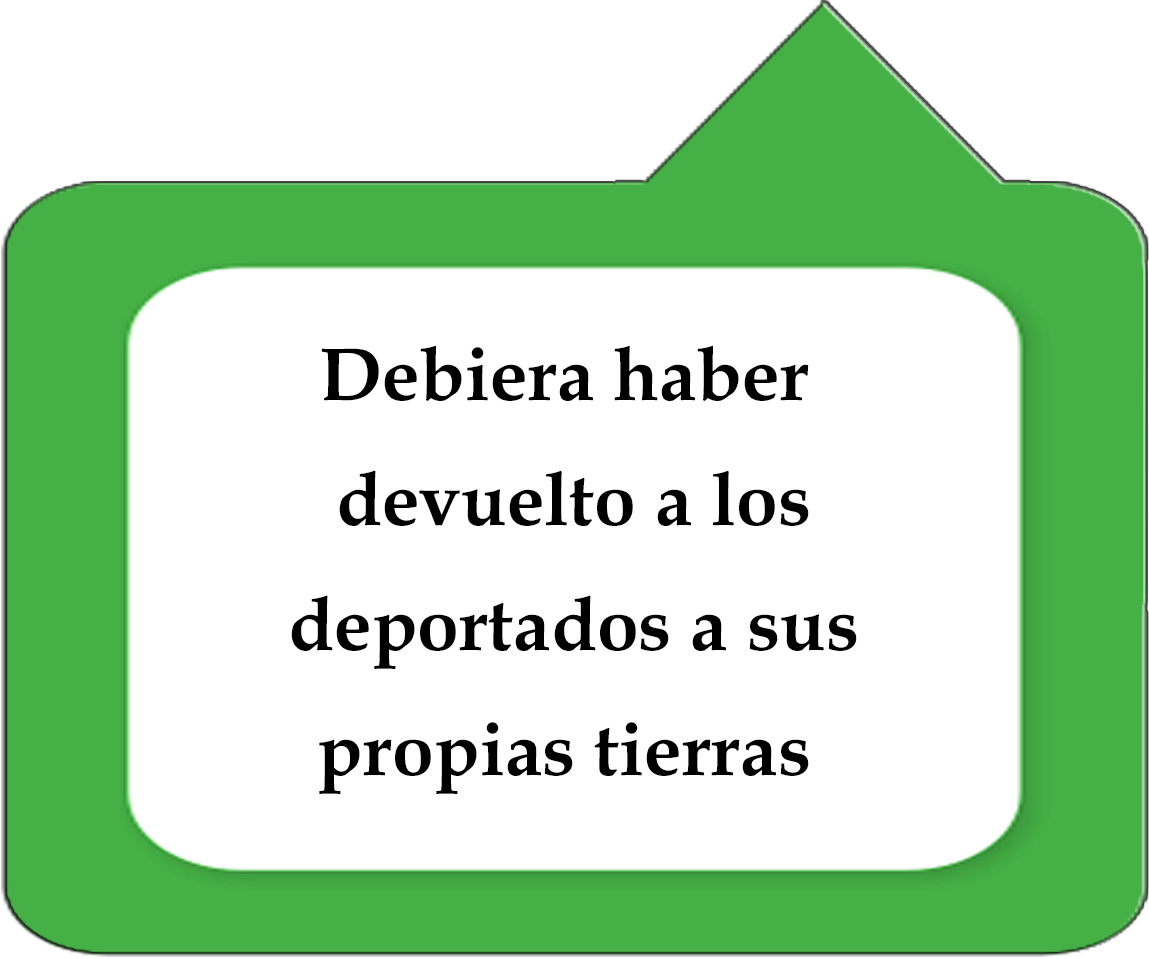 Debiera haber
devuelto a los
deportados a sus
propias tierras